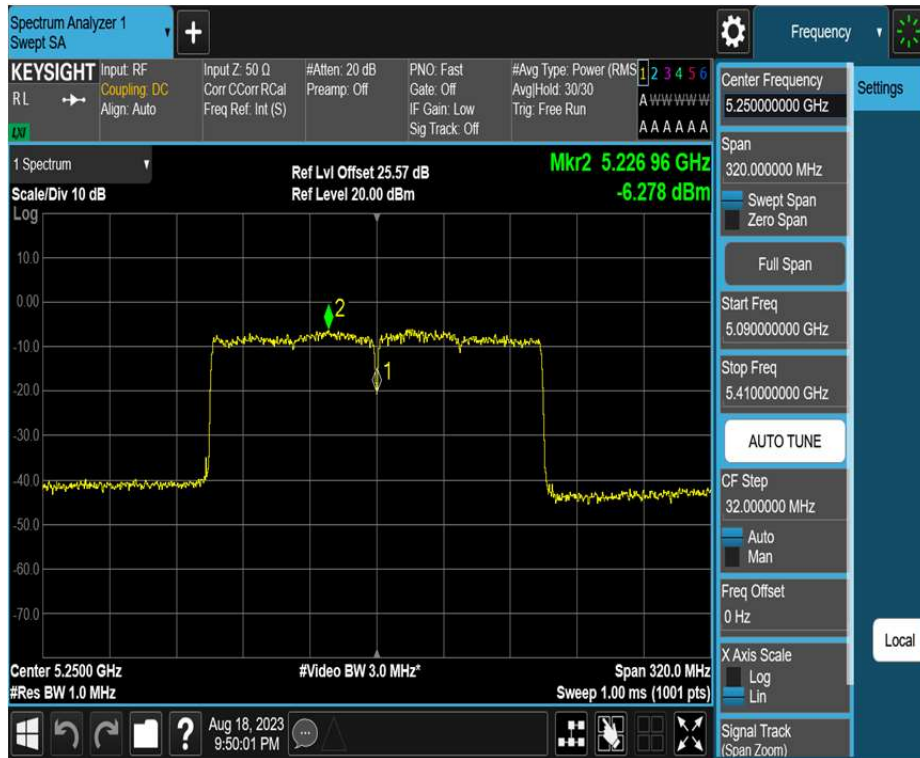 Spectrum Analyzer 1
Swept SA
Frequency
KEYSIGHT
R L
LXI
Input: RF
Coupling: DC
Align: Auto
Input Z: 50 Ω
Corr CCorr RCal
Freq Ref: Int (S)
#Atten: 20 dB
Preamp: Off
PNO: Fast
Gate: Off
IF Gain: Low
Sig Track: Off
#Avg Type: Power (RMS
Avg|Hold: 30/30
Trig: Free Run
1 2 3 4 5 6
A W W W W W
A A A A A A
1 Spectrum
Scale/Div 10 dB
Ref Lvl Offset 25.57 dB
Ref Level 20.00 dBm
Mkr2 5.226 96 GHz
-6.278 dBm
Log
10.0
0.00
-10.0
-20.0
-30.0
-40.0
-50.0
-60.0
-70.0
2
1
Center 5.2500 GHz
#Res BW 1.0 MHz
#Video BW 3.0 MHz*
Span 320.0 MHz
Sweep 1.00 ms (1001 pts)
Aug 18, 2023
9:50:01 PM
?
Center Frequency
5.250000000 GHz
Span
320.000000 MHz
Swept Span
Zero Span
Full Span
Start Freq
5.090000000 GHz
Stop Freq
5.410000000 GHz
AUTO TUNE
CF Step
32.000000 MHz
Auto
Man
Freq Offset
0 Hz
X Axis Scale
Log
Lin
Signal Track
(Span Zoom)
Settings
Local